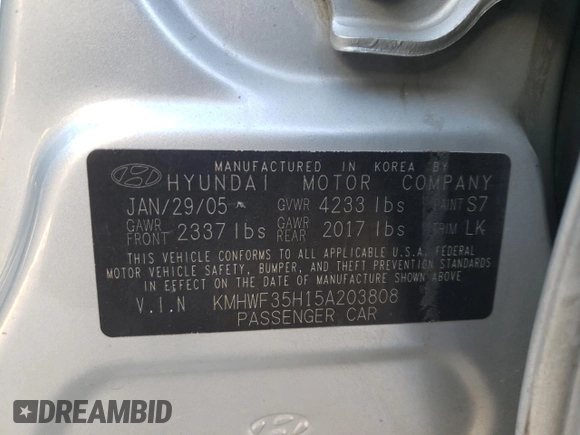 MANUFACTURED IN KOREA BY
HYUNDAI MOTOR COMPANY
JAN/29/05 GVWR 4233 lbs PAINT S7
GAWR FRONT 2337 lbs GAWR REAR 2017 lbs TRIM LK
THIS VEHICLE CONFORMS TO ALL APPLICABLE U.S.A. FEDERAL
MOTOR VEHICLE SAFETY, BUMPER, AND THEFT PREVENTION
STANDARDS IN EFFECT ON THE DATE OF MANUFACTURE SHOWN ABOVE
V.I.N KMHWF35H15A203808
PASSENGER CAR
DREAMBID